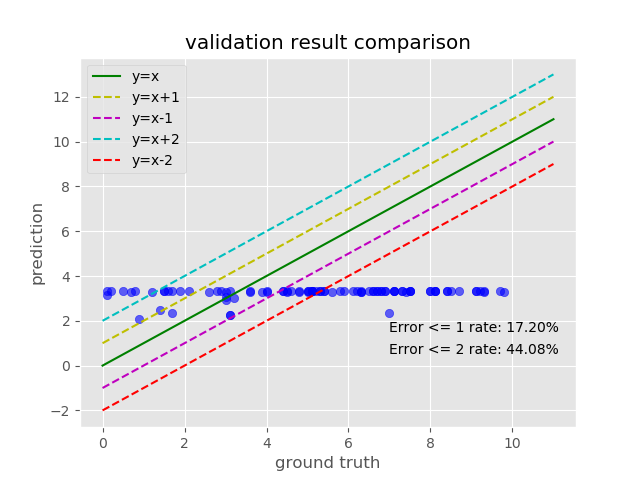 validation result comparison
y=x
y=x+1
y=x-1
y=x+2
y=x-2
12
10
8
6
4
2
0
−2
prediction
Error <= 1 rate: 17.20%
Error <= 2 rate: 44.08%
0 2 4 6 8 10
ground truth